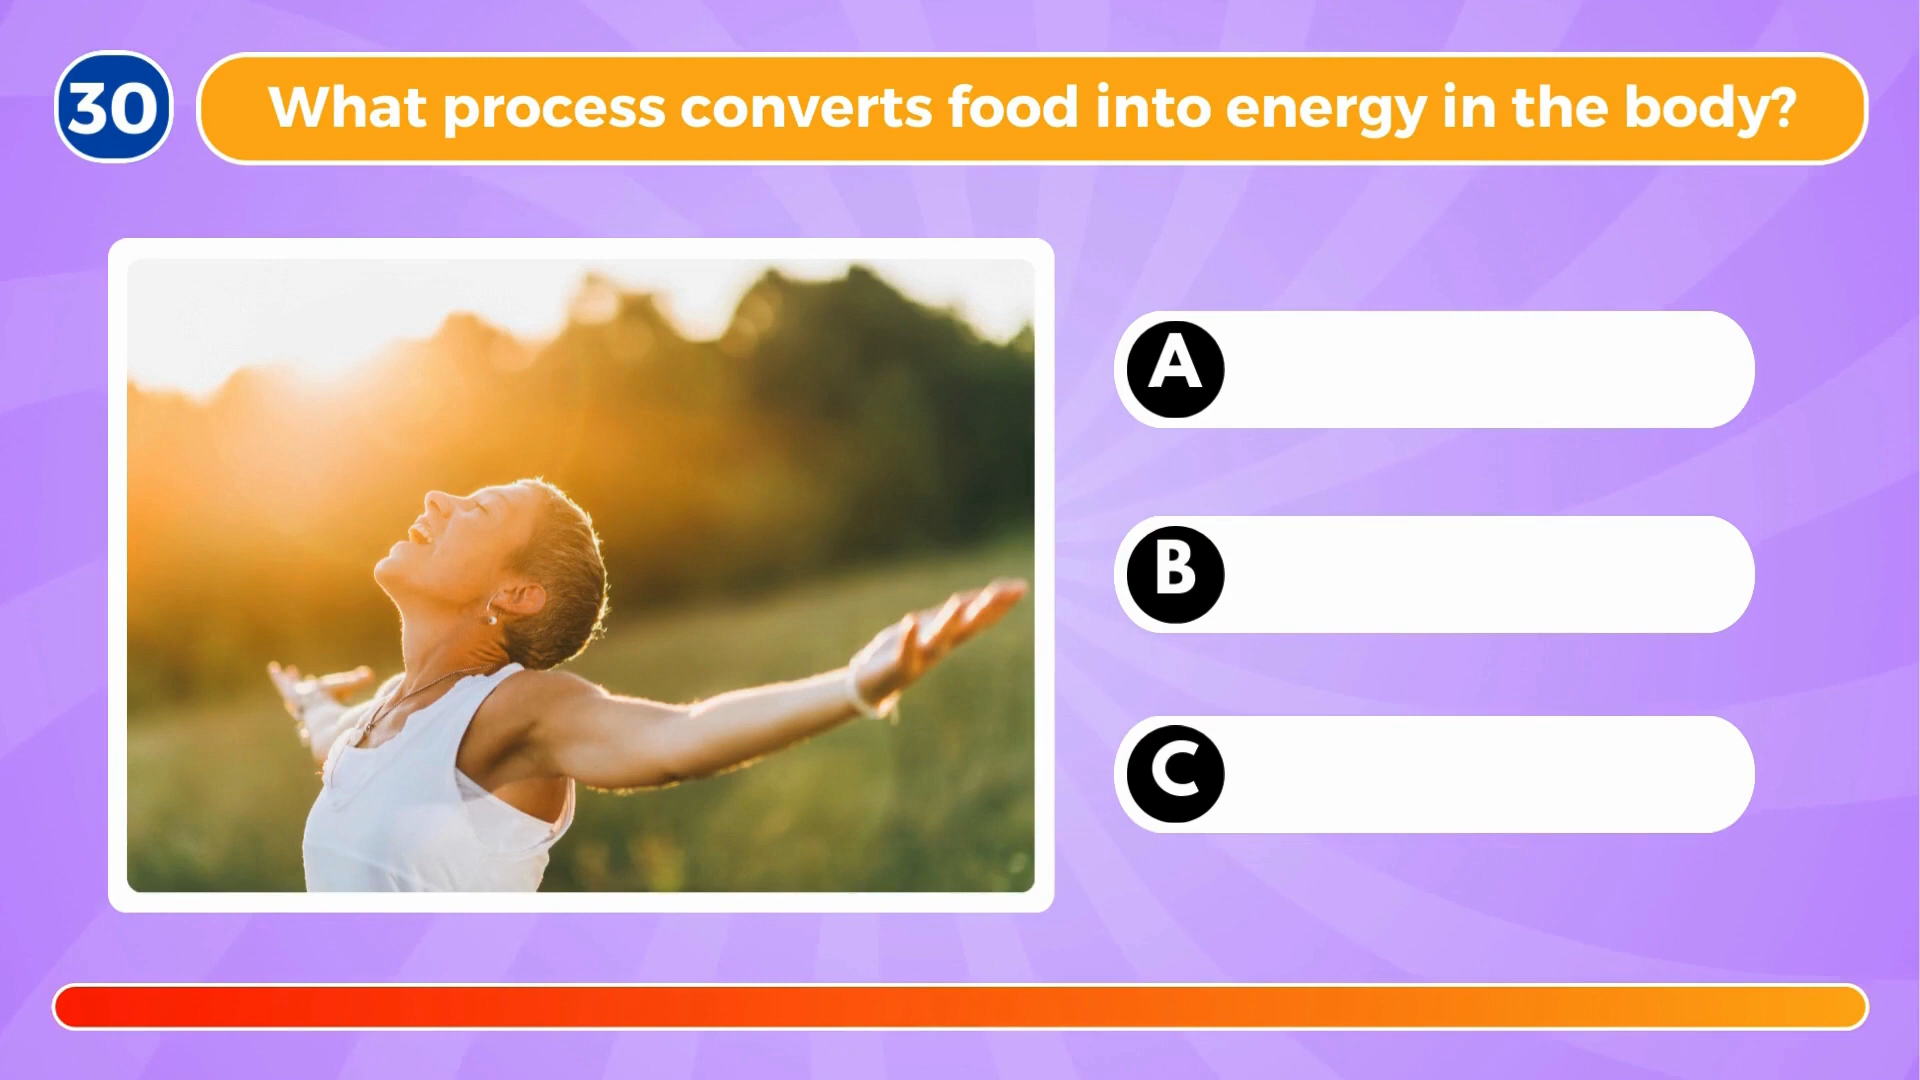 30
What process converts food into energy in the body?
A
B
C